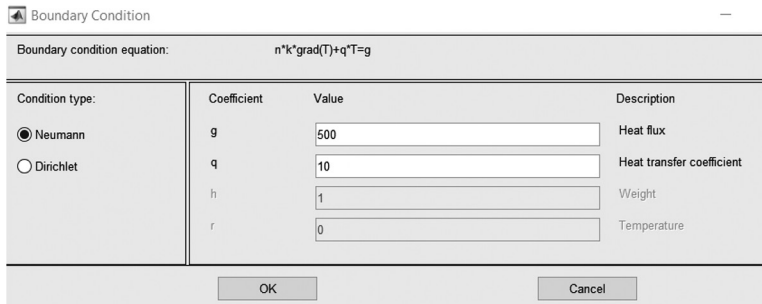 Boundary Condition
Boundary condition equation: n*k*grad(T)+q*T=g
Condition type:
Neumann
Dirichlet
Coefficient Value Description
g 500 Heat flux
q 10 Heat transfer coefficient
h 1 Weight
r 0 Temperature
OK Cancel